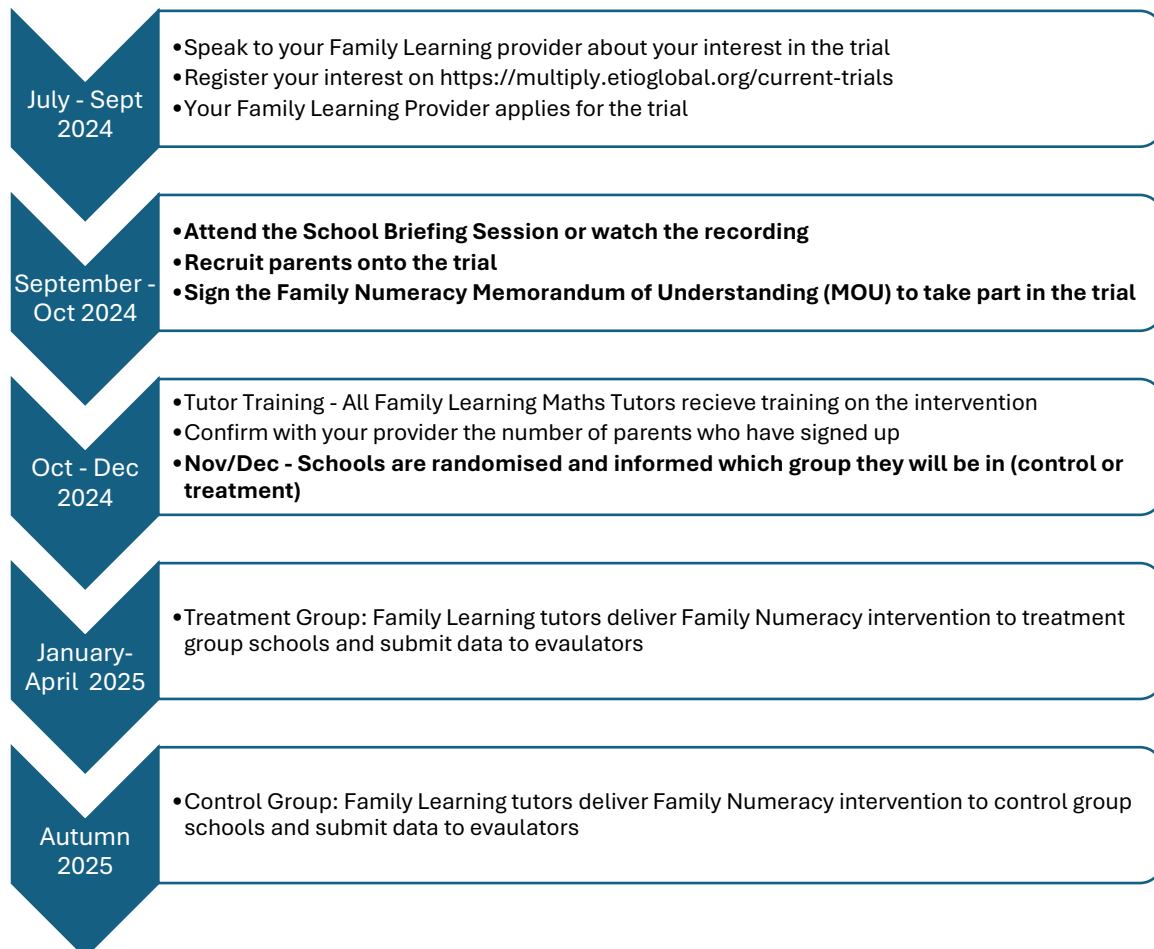 July - Sept
2024
•Speak to your Family Learning provider about your interest in the trial
•Register your interest on https://multiply.etioglobal.org/current-trials
•Your Family Learning Provider applies for the trial
September -
Oct 2024
•Attend the School Briefing Session or watch the recording
•Recruit parents onto the trial
•Sign the Family Numeracy Memorandum of Understanding (MOU) to take part in the trial
Oct - Dec
2024
•Tutor Training - All Family Learning Maths Tutors recieve training on the intervention
•Confirm with your provider the number of parents who have signed up
•Nov/Dec - Schools are randomised and informed which group they will be in (control or
treatment)
January-
April 2025
•Treatment Group: Family Learning tutors deliver Family Numeracy intervention to treatment
group schools and submit data to evaulators
Autumn
2025
•Control Group: Family Learning tutors deliver Family Numeracy intervention to control group
schools and submit data to evaulators